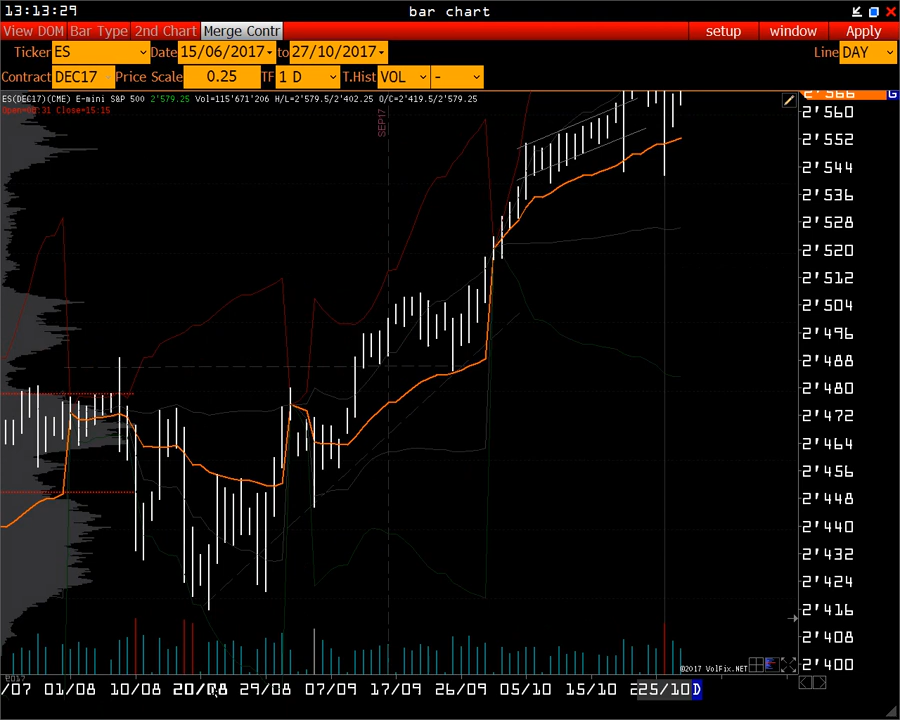 13:13:29 bar chart
View DOM Bar Type 2nd Chart Merge Contr setup window Apply
Ticker ES Date 15/06/2017 to 27/10/2017 Line DAY
Contract DEC17 Price Scale 0.25 TF 1 D T.Hist VOL -
ES(DEC17)(CME) E-mini S&P 500 2'579.25 Vol=115'671'206 H/L=2'579.5/2'402.25 O/C=2'419.5/2'579.25
Close=15:15
SEP17
2'566 G
2'560
2'552
2'544
2'536
2'528
2'520
2'512
2'504
2'496
2'488
2'480
2'472
2'464
2'456
2'448
2'440
2'432
2'424
2'416
2'408
2'400
©2017 VolFix.NET
2017
/07 01/08 10/08 20/08 29/08 07/09 17/09 26/09 05/10 15/10 25/10 D